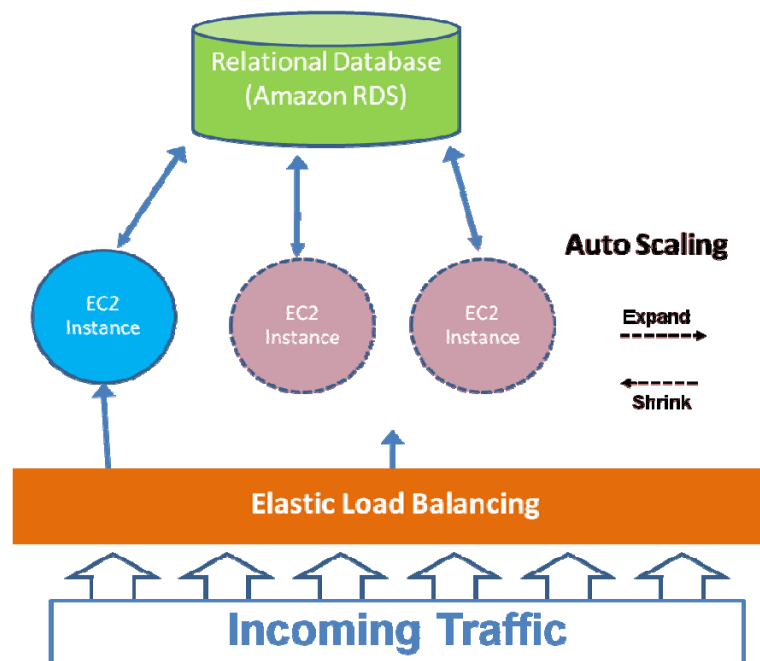 Relational Database
(Amazon RDS)
Auto Scaling
EC2
Instance
EC2
Instance
EC2
Instance
Expand
Shrink
Elastic Load Balancing
Incoming Traffic